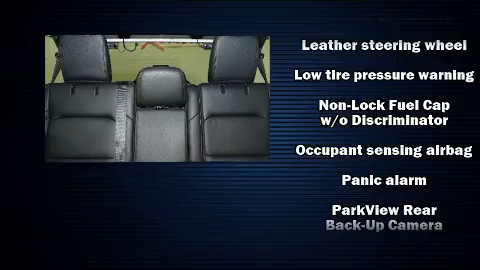 Leather steering wheel
Low tire pressure warning
Non-Lock Fuel Cap
w/o Discriminator
Occupant sensing airbag
Panic alarm
ParkView Rear
Back-Up Camera